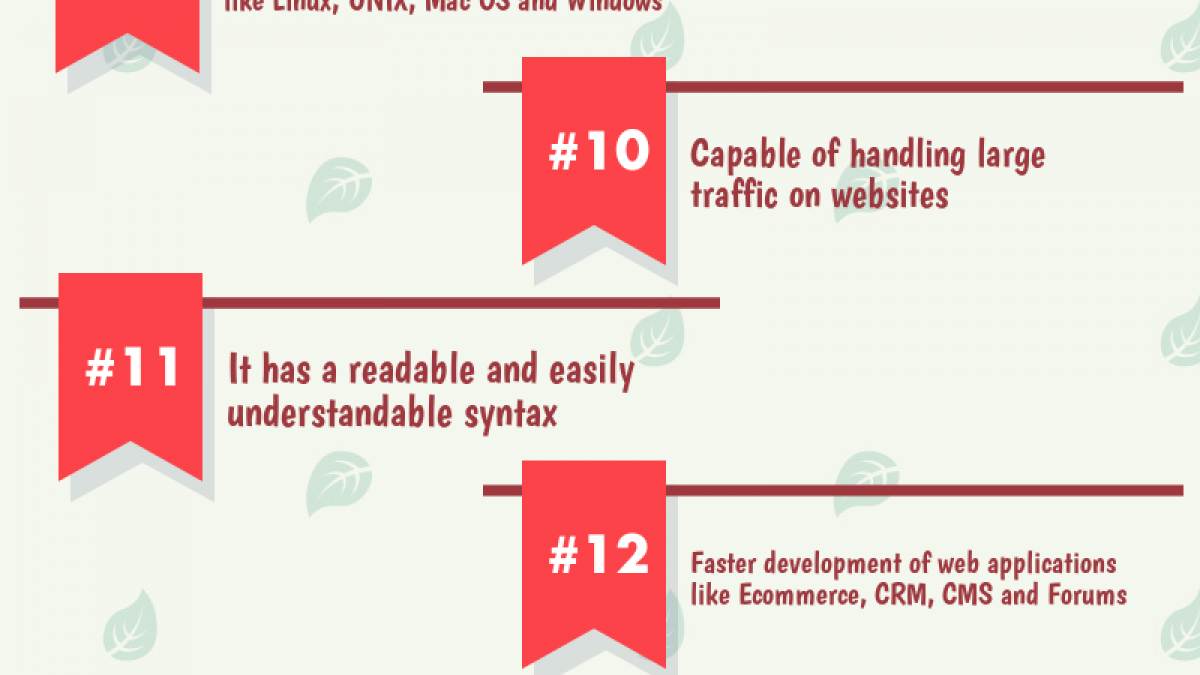 like Linux, UNIX, Mac OS and Windows
#10
Capable of handling large
traffic on websites
#11
It has a readable and easily
understandable syntax
#12
Faster development of web applications
like Ecommerce, CRM, CMS and Forums